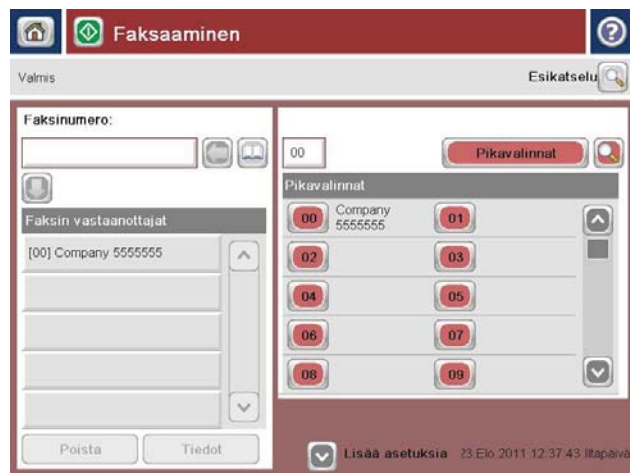 Faksaaminen
Valmis
Esikatselu
Faksinumero:
Faksin vastaanottajat
[00] Company 5555555
Poista
Tiedot
00
Pikavalinnat
Pikavalinnat
00
Company
5555555
01
02
03
04
05
06
07
08
09
Lisää asetuksia
23 Elo 2011 12:37:43 Iltapäivä